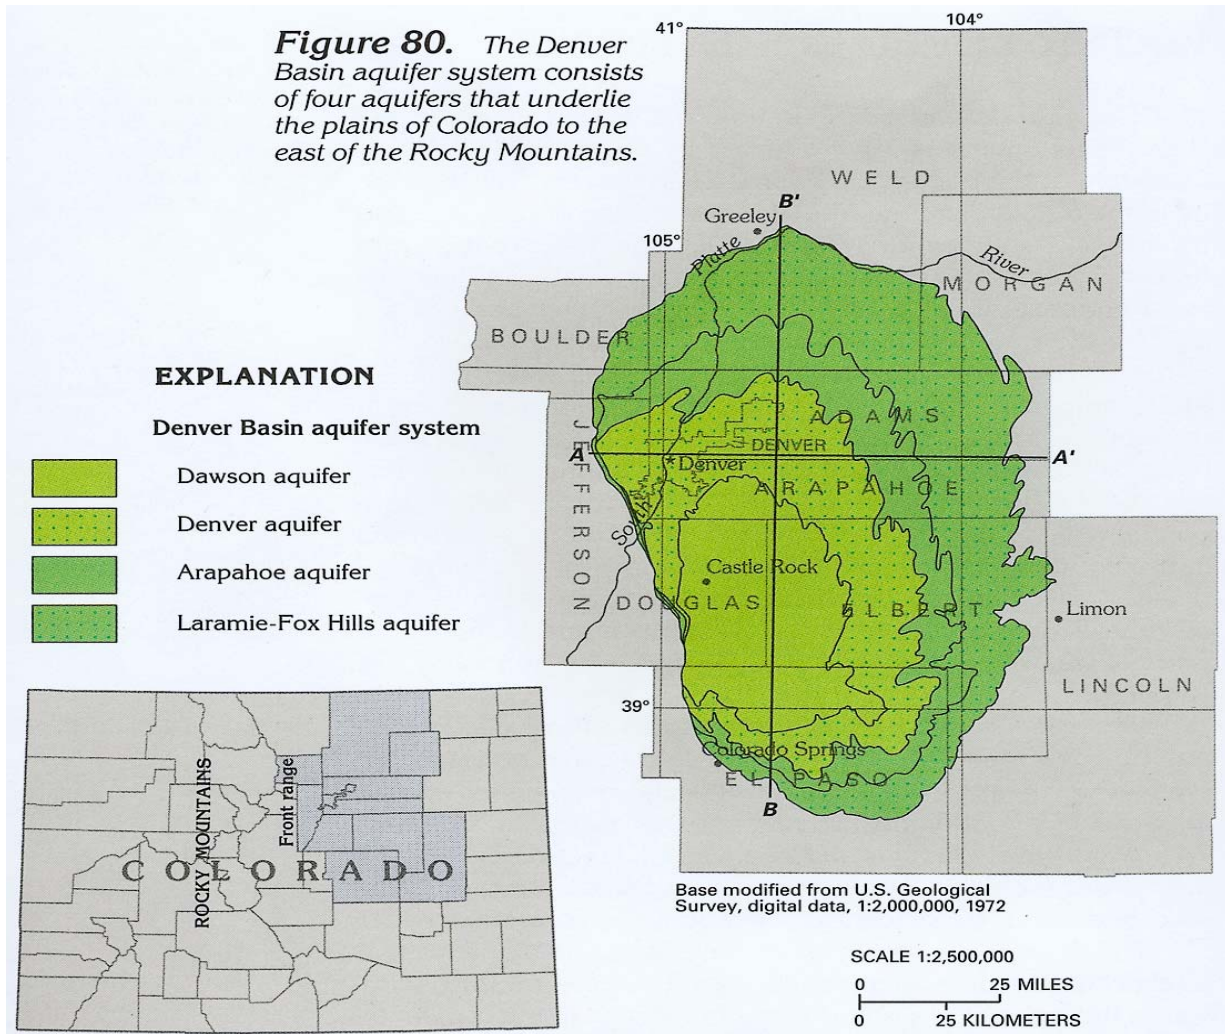 Figure 80. The Denver
Basin aquifer system consists
of four aquifers that underlie
the plains of Colorado to the
east of the Rocky Mountains.
41°
104°
WELD
B'
Greeley
105°
Platte
River
MORGAN
BOULDER
EXPLANATION
Denver Basin aquifer system
Dawson aquifer
Denver aquifer
Arapahoe aquifer
Laramie-Fox Hills aquifer
JEFFERSON
ADAMS
DENVER
A
Denver
A'
ARAPAHOE
South
Castle Rock
DOUGLAS
ELBERT
Limon
LINCOLN
39°
Colorado Springs
EL PASO
B
ROCKY MOUNTAINS
Front range
COLORADO
Base modified from U.S. Geological
Survey, digital data, 1:2,000,000, 1972
SCALE 1:2,500,000
0 25 MILES
0 25 KILOMETERS